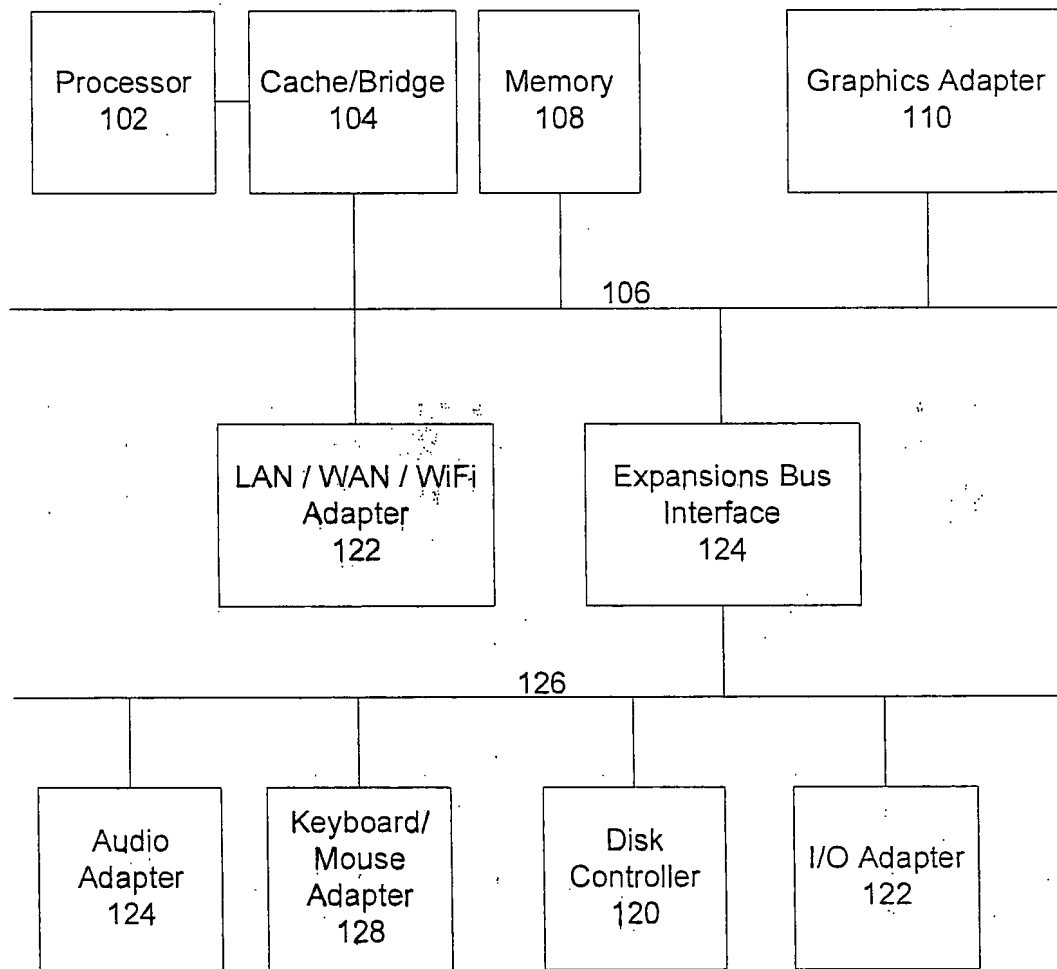 Processor
102
Cache/Bridge
104
Memory
108
Graphics Adapter
110
106
LAN / WAN / WiFi
Adapter
122
Expansions Bus
Interface
124
126
Audio
Adapter
124
Keyboard/
Mouse
Adapter
128
Disk
Controller
120
I/O Adapter
122